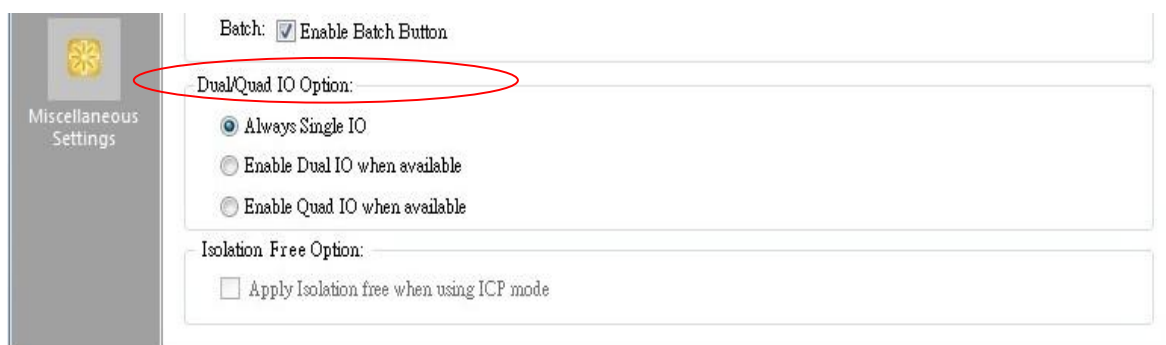 Batch: Enable Batch Button
Dual/Quad IO Option:
Miscellaneous
Settings
Always Single IO
Enable Dual IO when available
Enable Quad IO when available
Isolation Free Option:
Apply Isolation free when using ICP mode